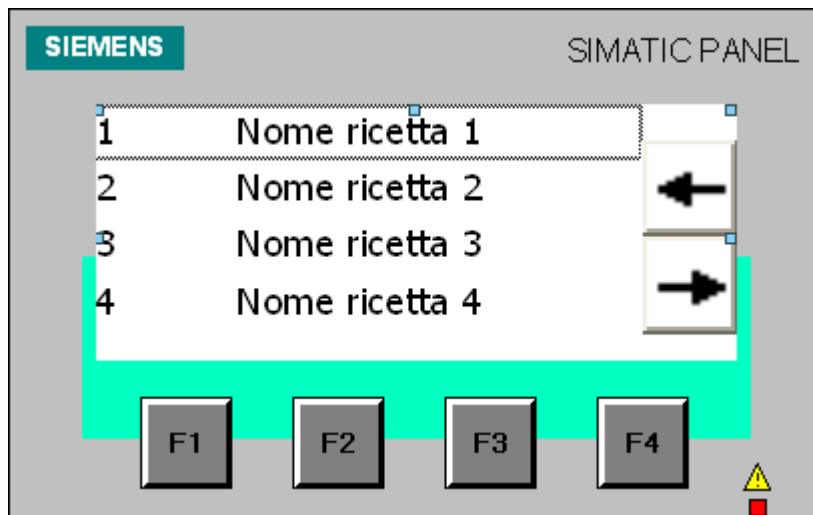 SIEMENS
SIMATIC PANEL
1 Nome ricetta 1
2 Nome ricetta 2
3 Nome ricetta 3
4 Nome ricetta 4
F1 F2 F3 F4